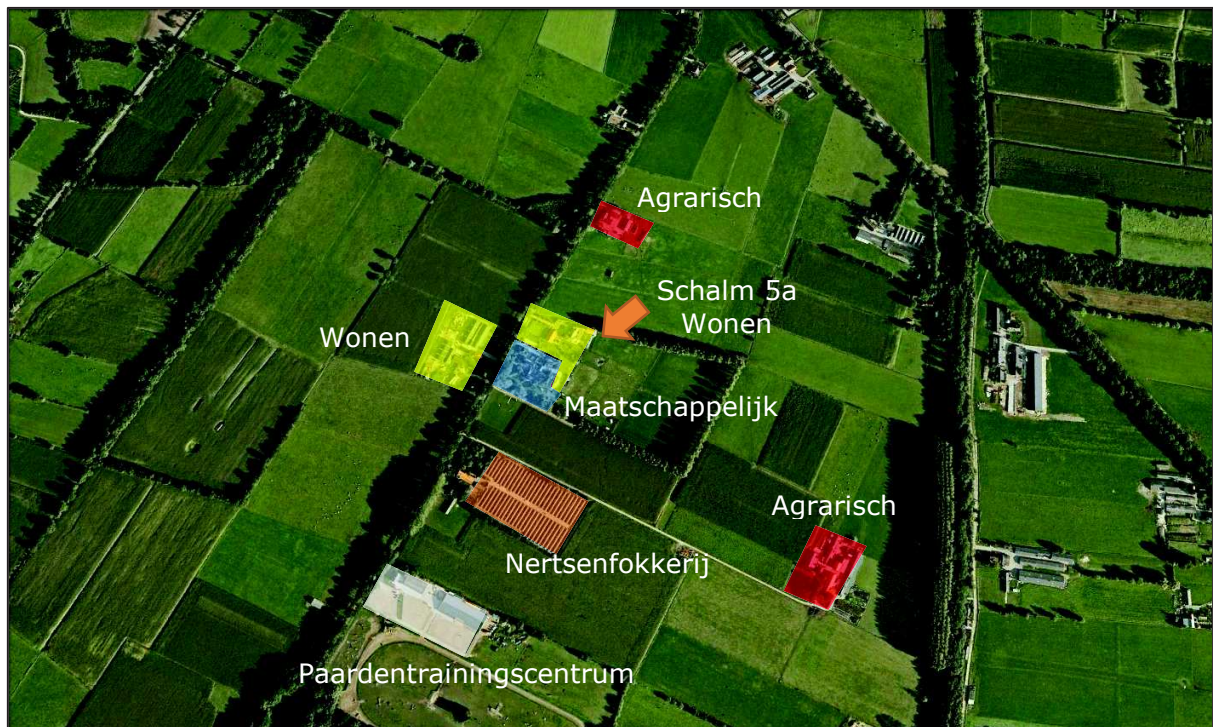 Agrarisch
Schalm 5a
Wonen
Wonen
Maatschappelijk
Agrarisch
Nertsenfokkerij
Paardentrainingscentrum